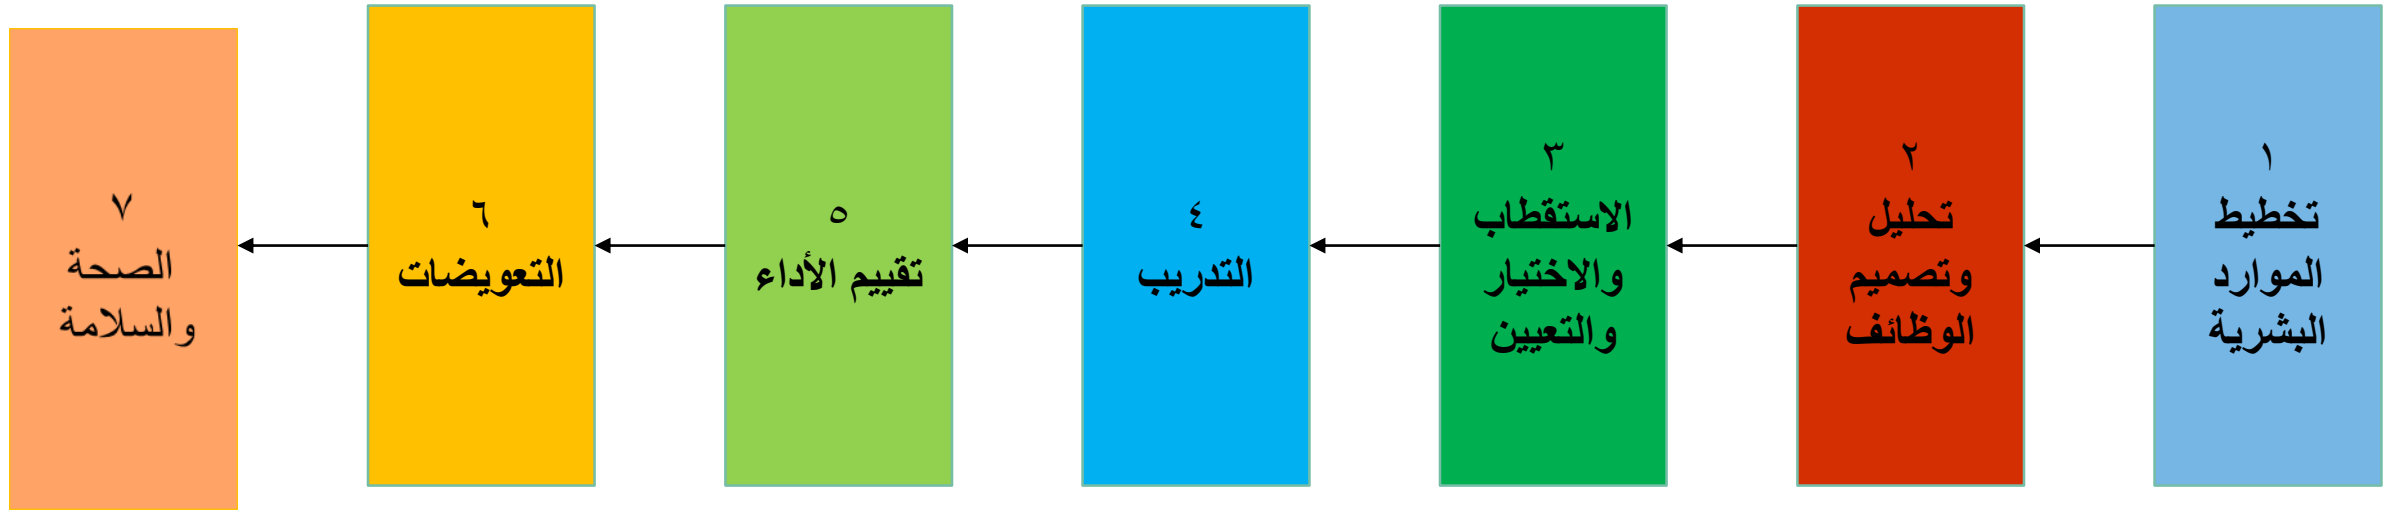 ١
تخطيط
الموارد
البشرية
٢
تحليل
وتصميم
الوظائف
٣
الاستقطاب
والاختيار
والتعيين
٤
التدريب
٥
تقييم الأداء
٦
التعويضات
٧
الصحة
والسلامة